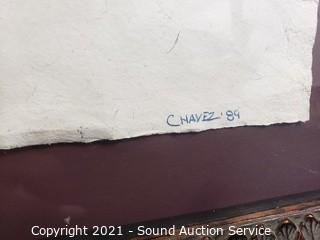 CHAVEZ '89
Copyright 2021 - Sound Auction Service